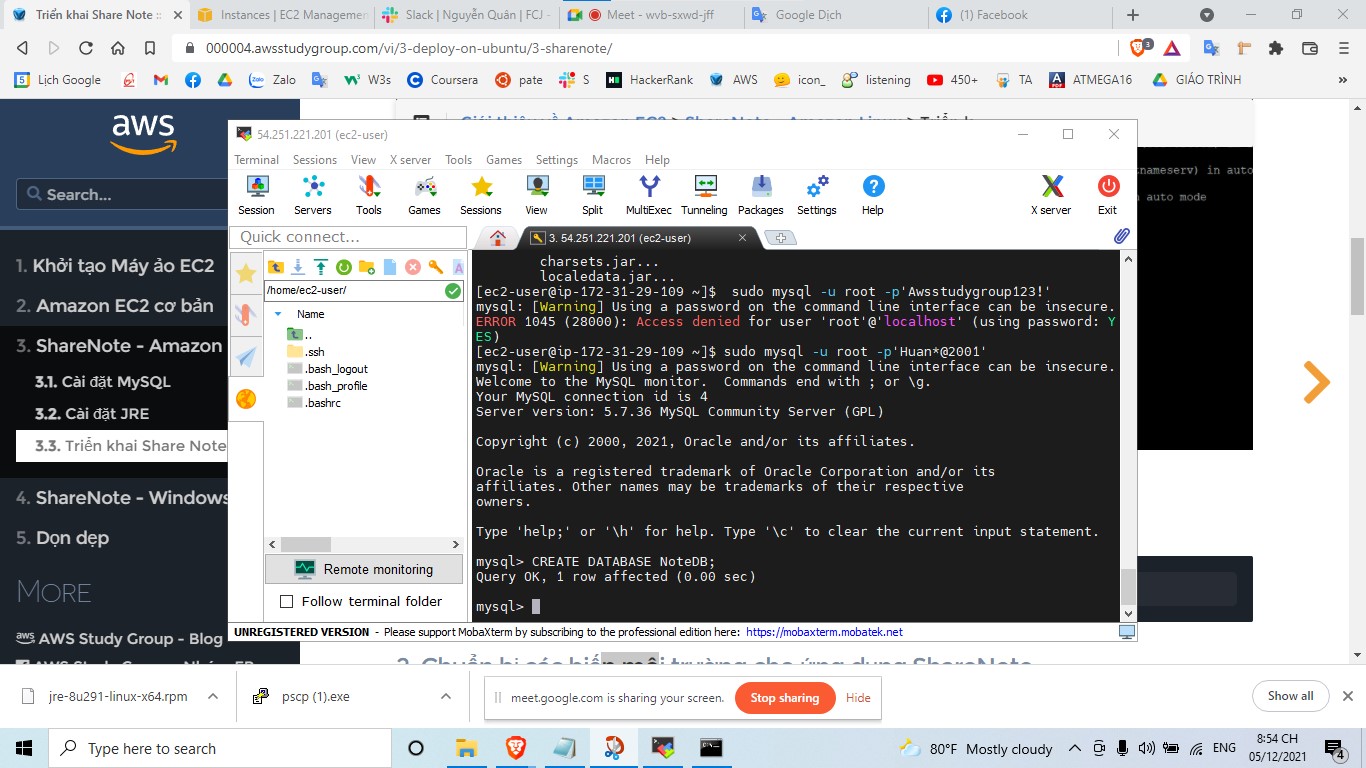 Triển khai Share Note ::
Instances | EC2 Managemen
Slack | Nguyễn Quân | FCJ -
Meet - wvb-sxwd-jff
Google Dịch
(1) Facebook
000004.awsstudygroup.com/vi/3-deploy-on-ubuntu/3-sharenote/
3
5 Lịch Google
Zalo
W3s
Coursera
pate
S
HackerRank
AWS
icon_
listening
450+
TA
ATMEGA16
GIÁO TRÌNH
aws
Search...
1. Khởi tạo Máy ảo EC2
2. Amazon EC2 cơ bản
3. ShareNote - Amazon
3.1. Cài đặt MySQL
3.2. Cài đặt JRE
3.3. Triển khai Share Note
4. ShareNote - Windows
5. Dọn dẹp
MORE
aws AWS Study Group - Blog
(nameserv) in auto
auto mode
54.251.221.201 (ec2-user)
Terminal Sessions View X server Tools Games Settings Macros Help
Session Servers Tools Games Sessions View Split MultiExec Tunneling Packages Settings Help X server Exit
Quick connect...
3. 54.251.221.201 (ec2-user)
/home/ec2-user/
Name
..
.ssh
.bash_logout
.bash_profile
.bashrc
Remote monitoring
Follow terminal folder
charsets.jar...
localedata.jar...
[ec2-user@ip-172-31-29-109 ~]$  sudo mysql -u root -p'Awsstudygroup123!'
mysql: [Warning] Using a password on the command line interface can be insecure.
ERROR 1045 (28000): Access denied for user 'root'@'localhost' (using password: Y
ES)
[ec2-user@ip-172-31-29-109 ~]$ sudo mysql -u root -p'Huan*@2001'
mysql: [Warning] Using a password on the command line interface can be insecure.
Welcome to the MySQL monitor.  Commands end with ; or \g.
Your MySQL connection id is 4
Server version: 5.7.36 MySQL Community Server (GPL)
Copyright (c) 2000, 2021, Oracle and/or its affiliates.
Oracle is a registered trademark of Oracle Corporation and/or its
affiliates. Other names may be trademarks of their respective
owners.
Type 'help;' or '\h' for help. Type '\c' to clear the current input statement.
mysql> CREATE DATABASE NoteDB;
Query OK, 1 row affected (0.00 sec)
mysql>
UNREGISTERED VERSION - Please support MobaXterm by subscribing to the professional edition here: https://mobaxterm.mobatek.net
2. Chuẩn bị các biến môi trường cho ứng dụng ShareNote
jre-8u291-linux-x64.rpm
pscp (1).exe
meet.google.com is sharing your screen.
Stop sharing
Hide
Show all
Type here to search
80°F Mostly cloudy
ENG
8:54 CH
05/12/2021
4